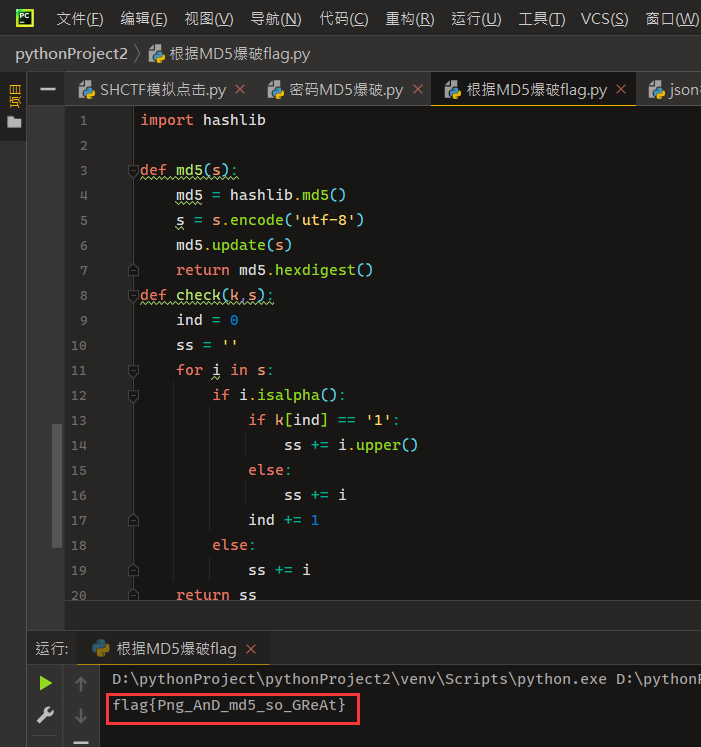 PC
文件(F) 编辑(E) 视图(V) 导航(N) 代码(C) 重构(R) 运行(U) 工具(T) VCS(S) 窗口(W)
pythonProject2 根据MD5爆破flag.py
项目
SHCTF模拟点击.py 密码MD5爆破.py 根据MD5爆破flag.py json
1 import hashlib
2
3 def md5(s):
4 md5 = hashlib.md5()
5 s = s.encode('utf-8')
6 md5.update(s)
7 return md5.hexdigest()
8 def check(k,s):
9 ind = 0
10 ss = ''
11 for i in s:
12 if i.isalpha():
13 if k[ind] == '1':
14 ss += i.upper()
15 else:
16 ss += i
17 ind += 1
18 else:
19 ss += i
20 return ss
运行: 根据MD5爆破flag
D:\pythonProject\pythonProject2\venv\Scripts\python.exe D:\pythonP
flag{Png_AnD_md5_so_GReAt}